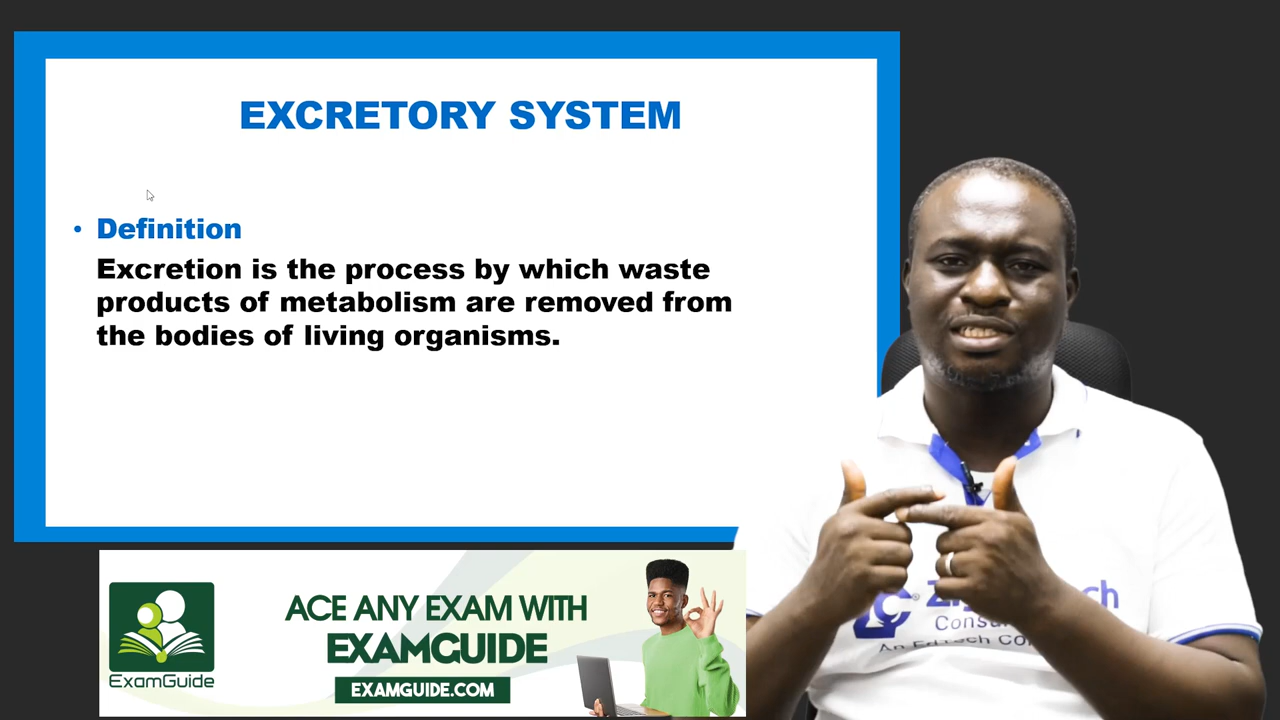 EXCRETORY SYSTEM
• Definition
Excretion is the process by which waste
products of metabolism are removed from
the bodies of living organisms.
ExamGuide
ACE ANY EXAM WITH
EXAMGUIDE
EXAMGUIDE.COM